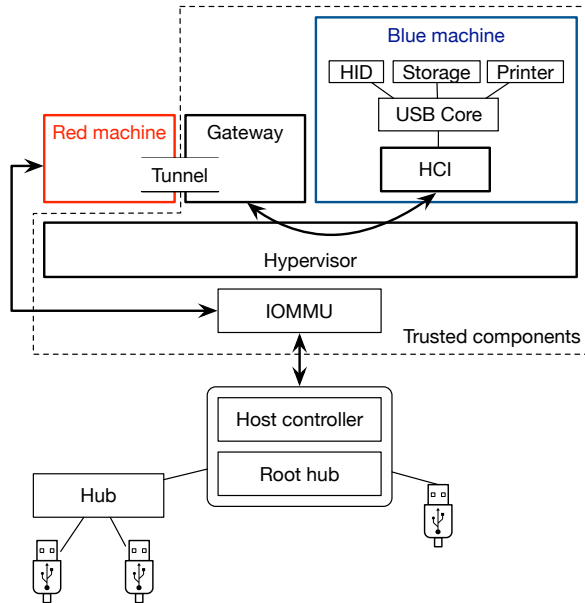 Blue machine
HID
Storage
Printer
USB Core
Red machine
Gateway
Tunnel
HCI
Hypervisor
IOMMU
Trusted components
Host controller
Root hub
Hub